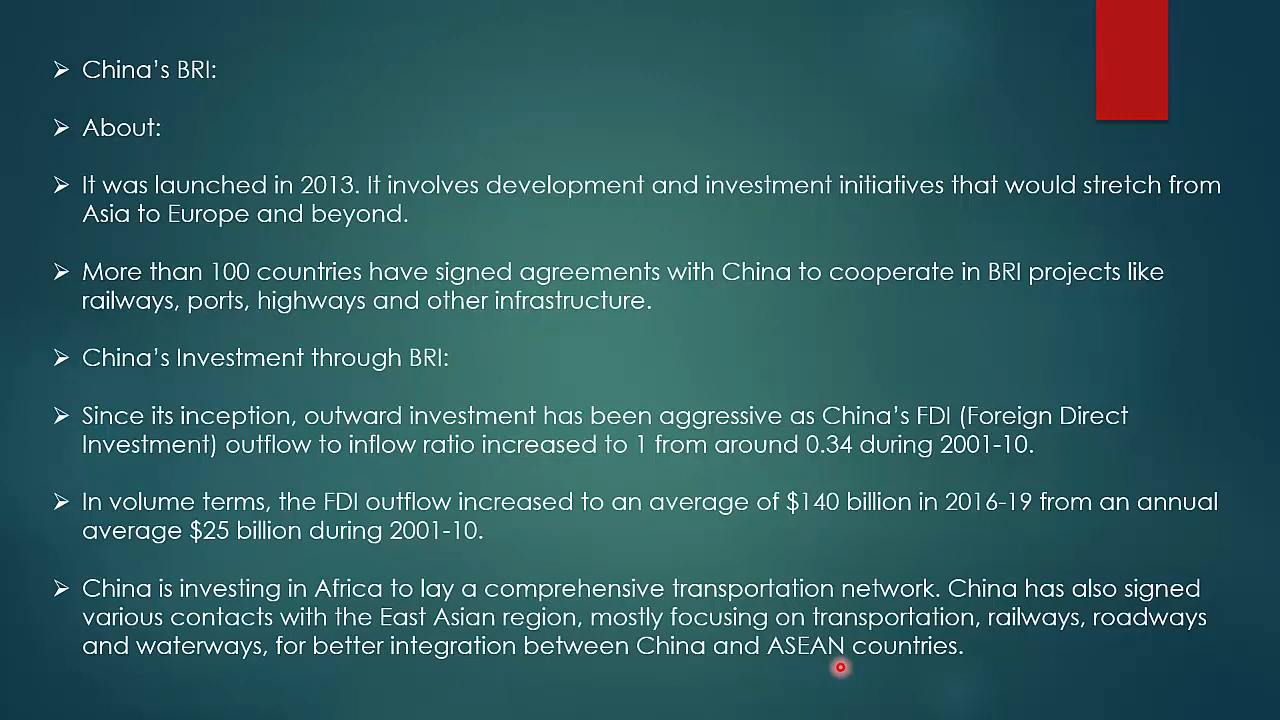 ➢ China's BRI:
➢ About:
➢ It was launched in 2013. It involves development and investment initiatives that would stretch from
Asia to Europe and beyond.
➢ More than 100 countries have signed agreements with China to cooperate in BRI projects like
railways, ports, highways and other infrastructure.
➢ China's Investment through BRI:
➢ Since its inception, outward investment has been aggressive as China's FDI (Foreign Direct
Investment) outflow to inflow ratio increased to 1 from around 0.34 during 2001-10.
➢ In volume terms, the FDI outflow increased to an average of $140 billion in 2016-19 from an annual
average $25 billion during 2001-10.
➢ China is investing in Africa to lay a comprehensive transportation network. China has also signed
various contacts with the East Asian region, mostly focusing on transportation, railways, roadways
and waterways, for better integration between China and ASEAN countries.